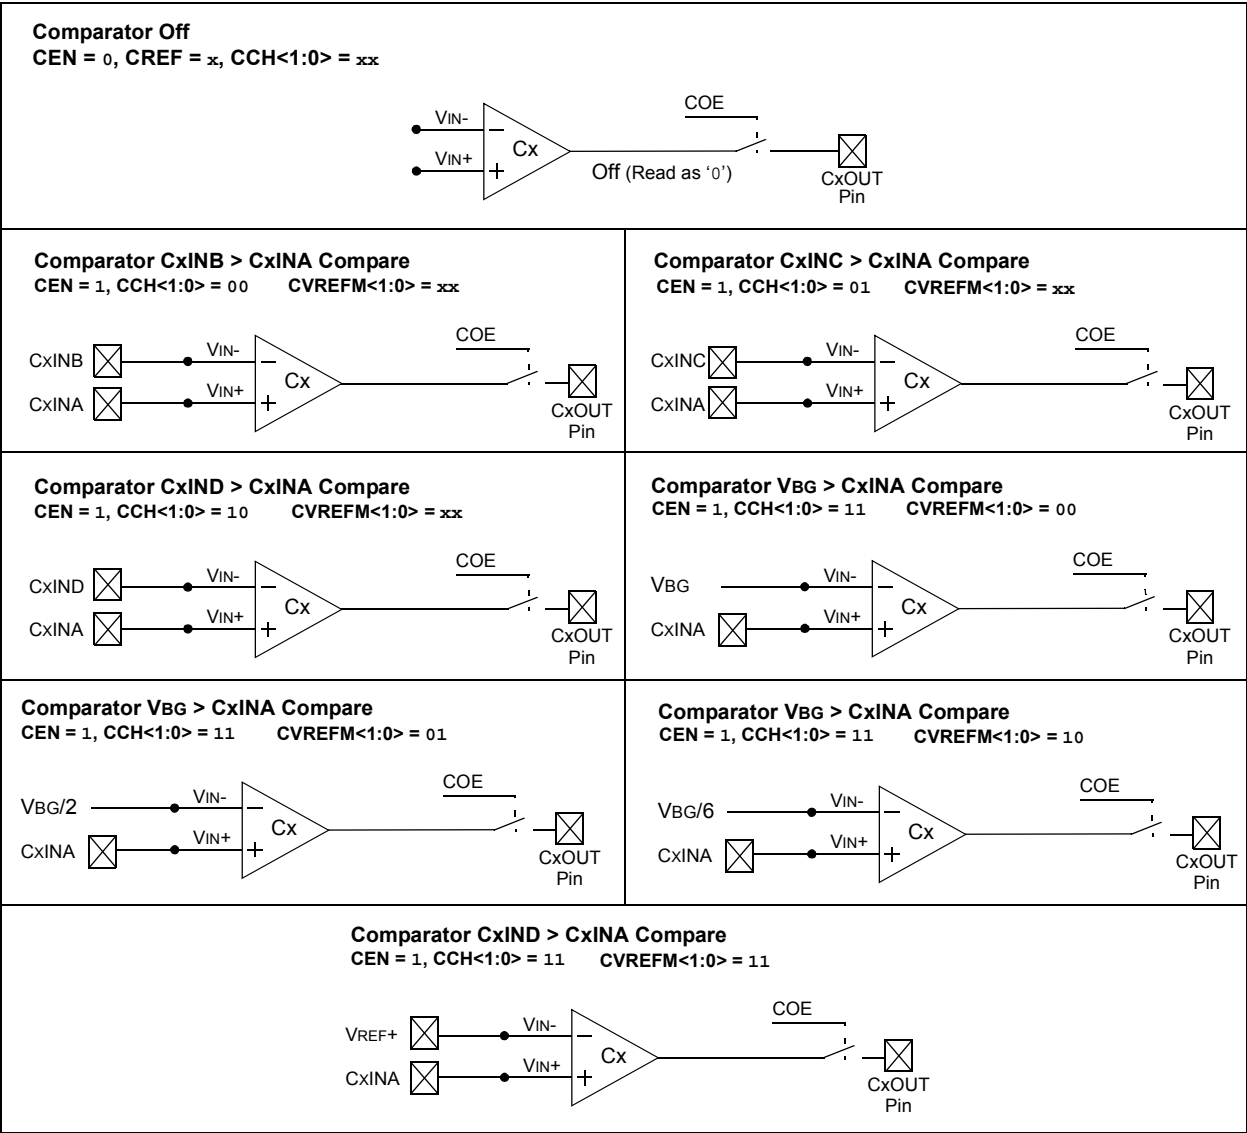 Comparator Off
CEN = 0, CREF = x, CCH<1:0> = xx
COE
VIN-
Cx
VIN+
Off (Read as ‘0’)
CxOUT
Pin
Comparator CxINB > CxINA Compare
CEN = 1, CCH<1:0> = 00 CVREFM<1:0> = xx
COE
CXINB
VIN-
Cx
CXINA
VIN+
CxOUT
Pin
Comparator CxINC > CxINA Compare
CEN = 1, CCH<1:0> = 01 CVREFM<1:0> = xx
COE
CXINC
VIN-
Cx
CXINA
VIN+
CxOUT
Pin
Comparator CxIND > CxINA Compare
CEN = 1, CCH<1:0> = 10 CVREFM<1:0> = xx
COE
CXIND
VIN-
Cx
CXINA
VIN+
CxOUT
Pin
Comparator VBG > CxINA Compare
CEN = 1, CCH<1:0> = 11 CVREFM<1:0> = 00
COE
VBG
VIN-
Cx
CXINA
VIN+
CxOUT
Pin
Comparator VBG > CxINA Compare
CEN = 1, CCH<1:0> = 11 CVREFM<1:0> = 01
COE
VBG/2
VIN-
Cx
CXINA
VIN+
CxOUT
Pin
Comparator VBG > CxINA Compare
CEN = 1, CCH<1:0> = 11 CVREFM<1:0> = 10
COE
VBG/6
VIN-
Cx
CXINA
VIN+
CxOUT
Pin
Comparator CxIND > CxINA Compare
CEN = 1, CCH<1:0> = 11 CVREFM<1:0> = 11
COE
VREF+
VIN-
Cx
CXINA
VIN+
CxOUT
Pin